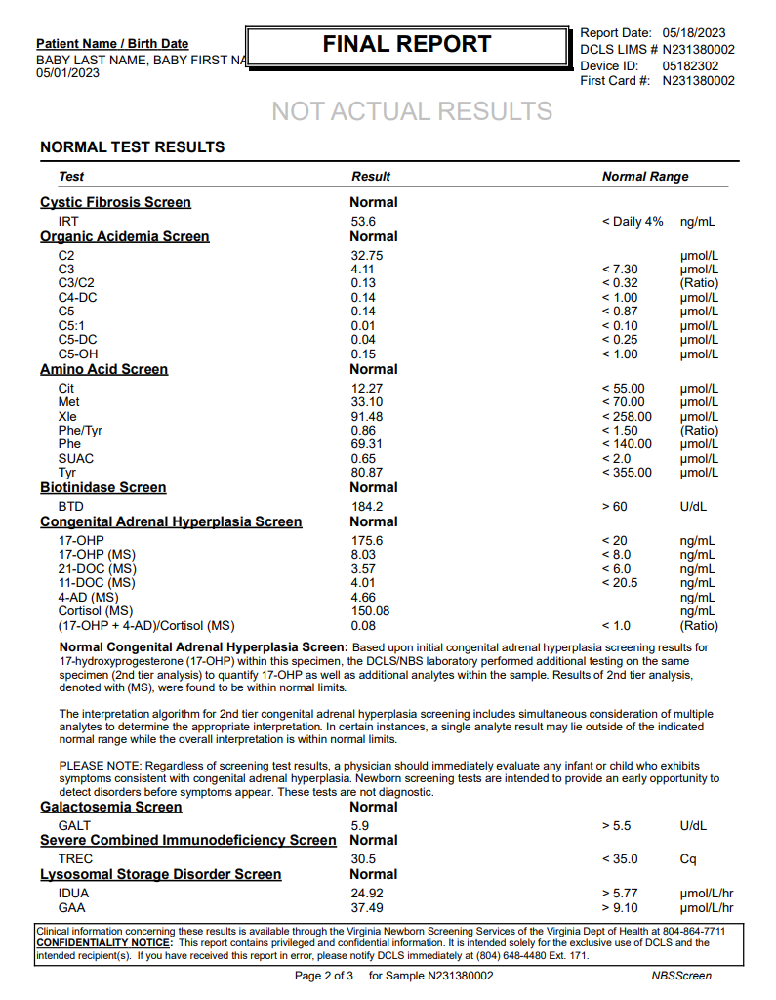 Patient Name / Birth Date
BABY LAST NAME, BABY FIRST NA
05/01/2023
FINAL REPORT
Report Date: 05/18/2023
DCLS LIMS # N231380002
Device ID: 05182302
First Card #: N231380002
NOT ACTUAL RESULTS
NORMAL TEST RESULTS
Test Result Normal Range
Cystic Fibrosis Screen Normal
IRT 53.6 < Daily 4% ng/mL
Organic Acidemia Screen Normal
C2 32.75 µmol/L
C3 4.11 < 7.30 µmol/L
C3/C2 0.13 < 0.32 (Ratio)
C4-DC 0.14 < 1.00 µmol/L
C5 0.14 < 0.87 µmol/L
C5:1 0.01 < 0.10 µmol/L
C5-DC 0.04 < 0.25 µmol/L
C5-OH 0.15 < 1.00 µmol/L
Amino Acid Screen Normal
Cit 12.27 < 55.00 µmol/L
Met 33.10 < 70.00 µmol/L
Xle 91.48 < 258.00 µmol/L
Phe/Tyr 0.86 < 1.50 (Ratio)
Phe 69.31 < 140.00 µmol/L
SUAC 0.65 < 2.0 µmol/L
Tyr 80.87 < 355.00 µmol/L
Biotinidase Screen Normal
BTD 184.2 > 60 U/dL
Congenital Adrenal Hyperplasia Screen Normal
17-OHP 175.6 < 20 ng/mL
17-OHP (MS) 8.03 < 8.0 ng/mL
21-DOC (MS) 3.57 < 6.0 ng/mL
11-DOC (MS) 4.01 < 20.5 ng/mL
4-AD (MS) 4.66 ng/mL
Cortisol (MS) 150.08 ng/mL
(17-OHP + 4-AD)/Cortisol (MS) 0.08 < 1.0 (Ratio)
Normal Congenital Adrenal Hyperplasia Screen: Based upon initial congenital adrenal hyperplasia screening results for
17-hydroxyprogesterone (17-OHP) within this specimen, the DCLS/NBS laboratory performed additional testing on the same
specimen (2nd tier analysis) to quantify 17-OHP as well as additional analytes within the sample. Results of 2nd tier analysis,
denoted with (MS), were found to be within normal limits.
The interpretation algorithm for 2nd tier congenital adrenal hyperplasia screening includes simultaneous consideration of multiple
analytes to determine the appropriate interpretation. In certain instances, a single analyte result may lie outside of the indicated
normal range while the overall interpretation is within normal limits.
PLEASE NOTE: Regardless of screening test results, a physician should immediately evaluate any infant or child who exhibits
symptoms consistent with congenital adrenal hyperplasia. Newborn screening tests are intended to provide an early opportunity to
detect disorders before symptoms appear. These tests are not diagnostic.
Galactosemia Screen Normal
GALT 5.9 > 5.5 U/dL
Severe Combined Immunodeficiency Screen Normal
TREC 30.5 < 35.0 Cq
Lysosomal Storage Disorder Screen Normal
IDUA 24.92 > 5.77 µmol/L/hr
GAA 37.49 > 9.10 µmol/L/hr
Clinical information concerning these results is available through the Virginia Newborn Screening Services of the Virginia Dept of Health at 804-864-7711
CONFIDENTIALITY NOTICE: This report contains privileged and confidential information. It is intended solely for the exclusive use of DCLS and the
intended recipient(s). If you have received this report in error, please notify DCLS immediately at (804) 648-4480 Ext. 171.
Page 2 of 3 for Sample N231380002 NBSScreen